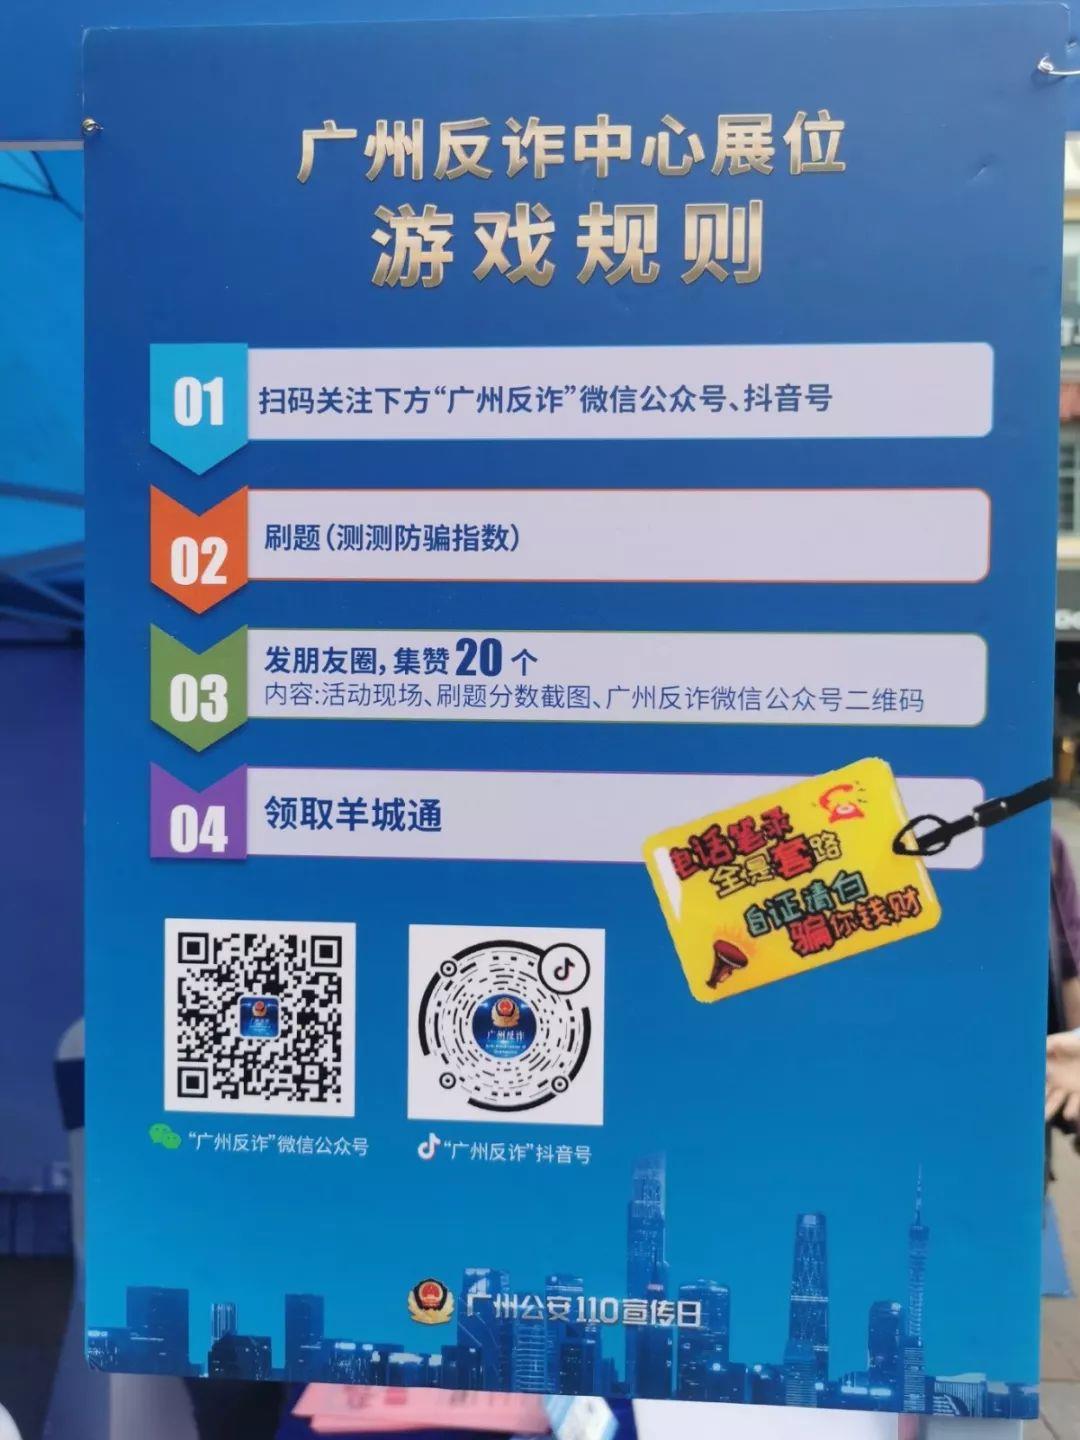 广州反诈中心展位
游戏规则
01
扫码关注下方“广州反诈”微信公众号、抖音号
02
刷题(测测防骗指数)
03
发朋友圈,集赞20个
内容:活动现场、刷题分数截图、广州反诈微信公众号二维码
04
领取羊城通
电话笔录
全是套路
自证清白
骗你钱财
广州反诈
“广州反诈”微信公众号
“广州反诈”抖音号
广州公安110宣传日